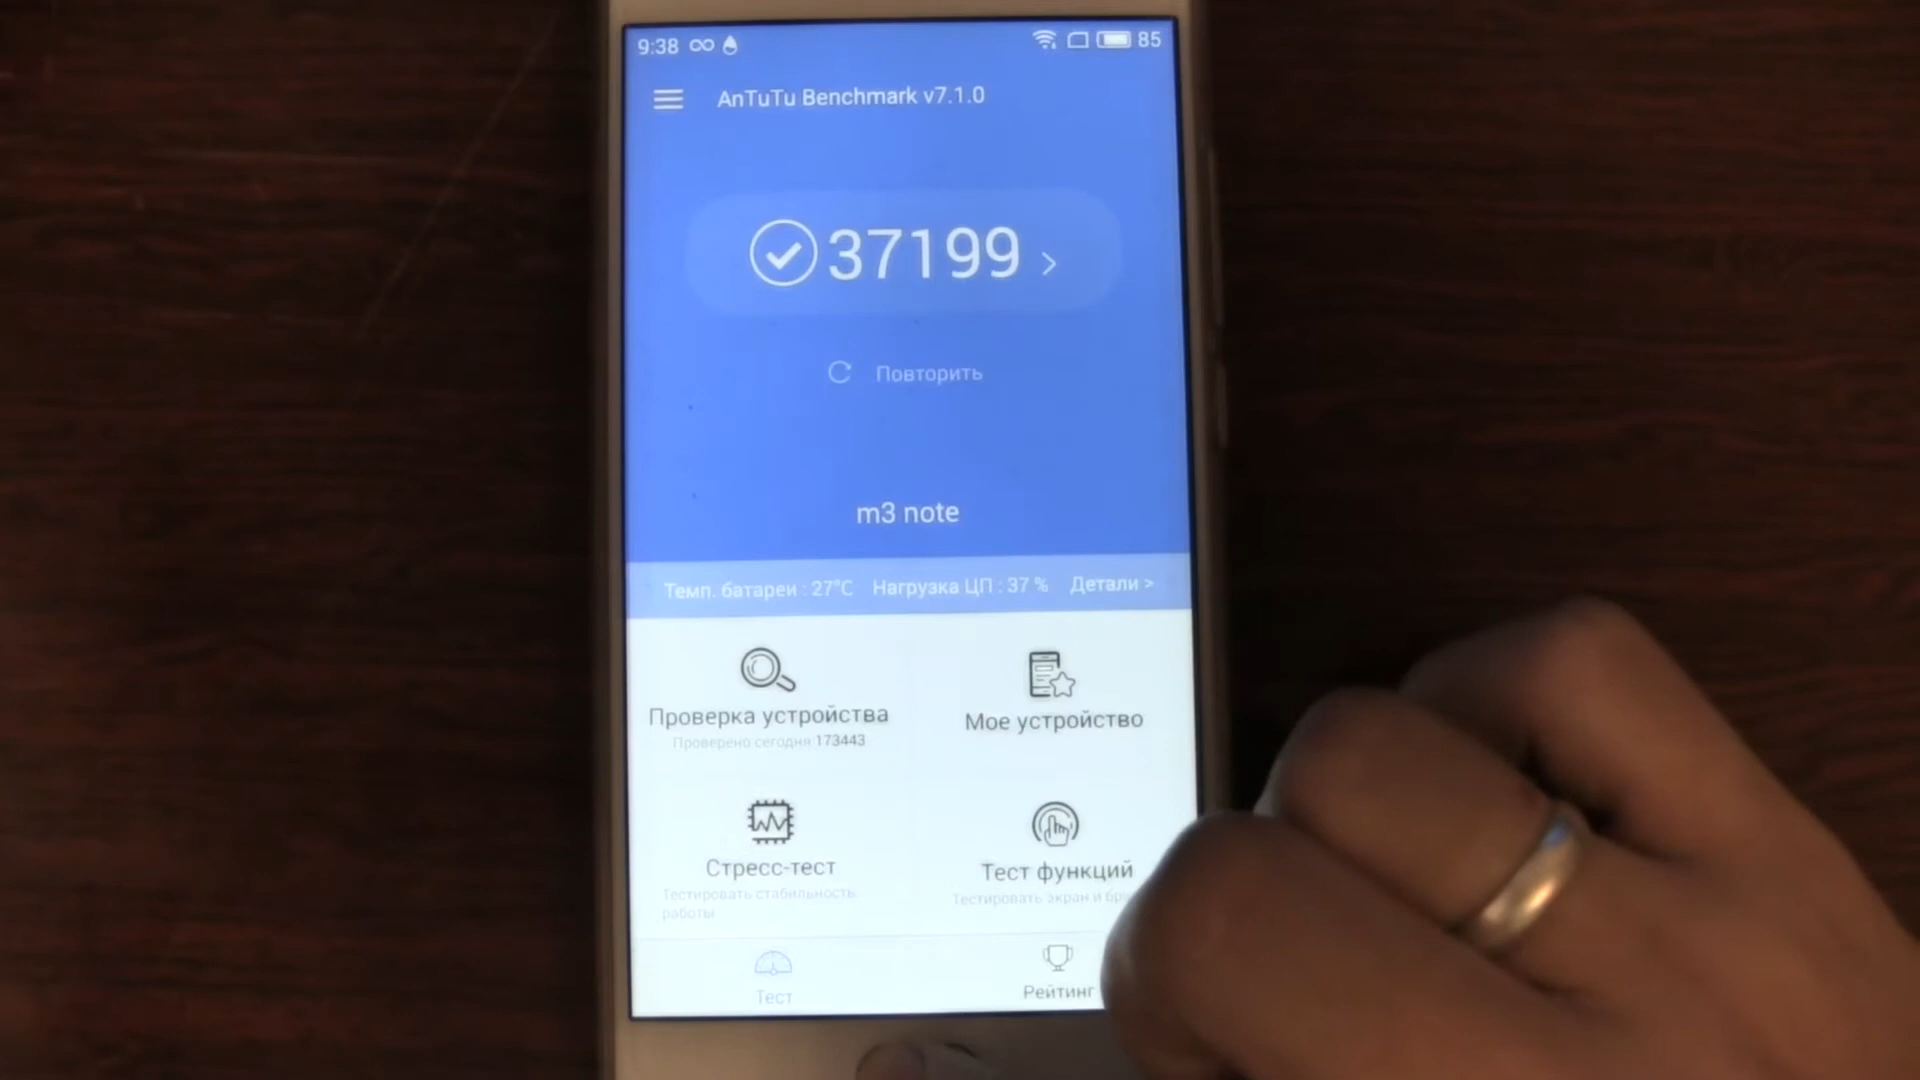 9:38 85
AnTuTu Benchmark v7.1.0
37199
Повторить
m3 note
Темп. батареи : 27°C Нагрузка ЦП : 37 % Детали >
Проверка устройства
Проверено сегодня:173443
Мое устройство
Стресс-тест
Тестировать стабильность
работы
Тест функций
Тестировать экран и
Тест
Рейтинг